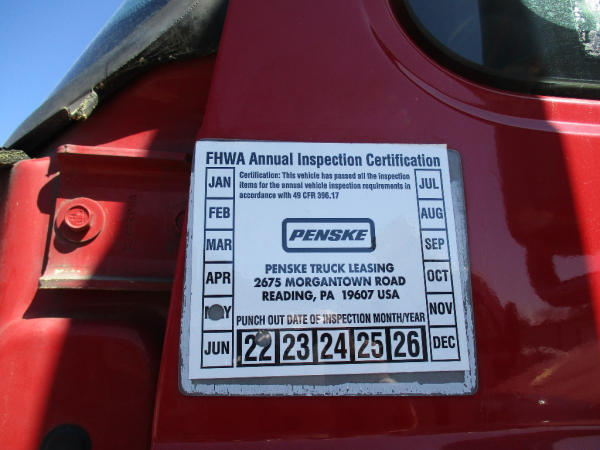 FHWA Annual Inspection Certification
Certification: This vehicle has passed all the inspection
items for the annual vehicle inspection requirements in
accordance with 49 CFR 396.17
JAN
FEB
MAR
APR
MAY
JUN
JUL
AUG
SEP
OCT
NOV
DEC
PENSKE
PENSKE TRUCK LEASING
2675 MORGANTOWN ROAD
READING, PA 19607 USA
PUNCH OUT DATE OF INSPECTION MONTH/YEAR
22 23 24 25 26